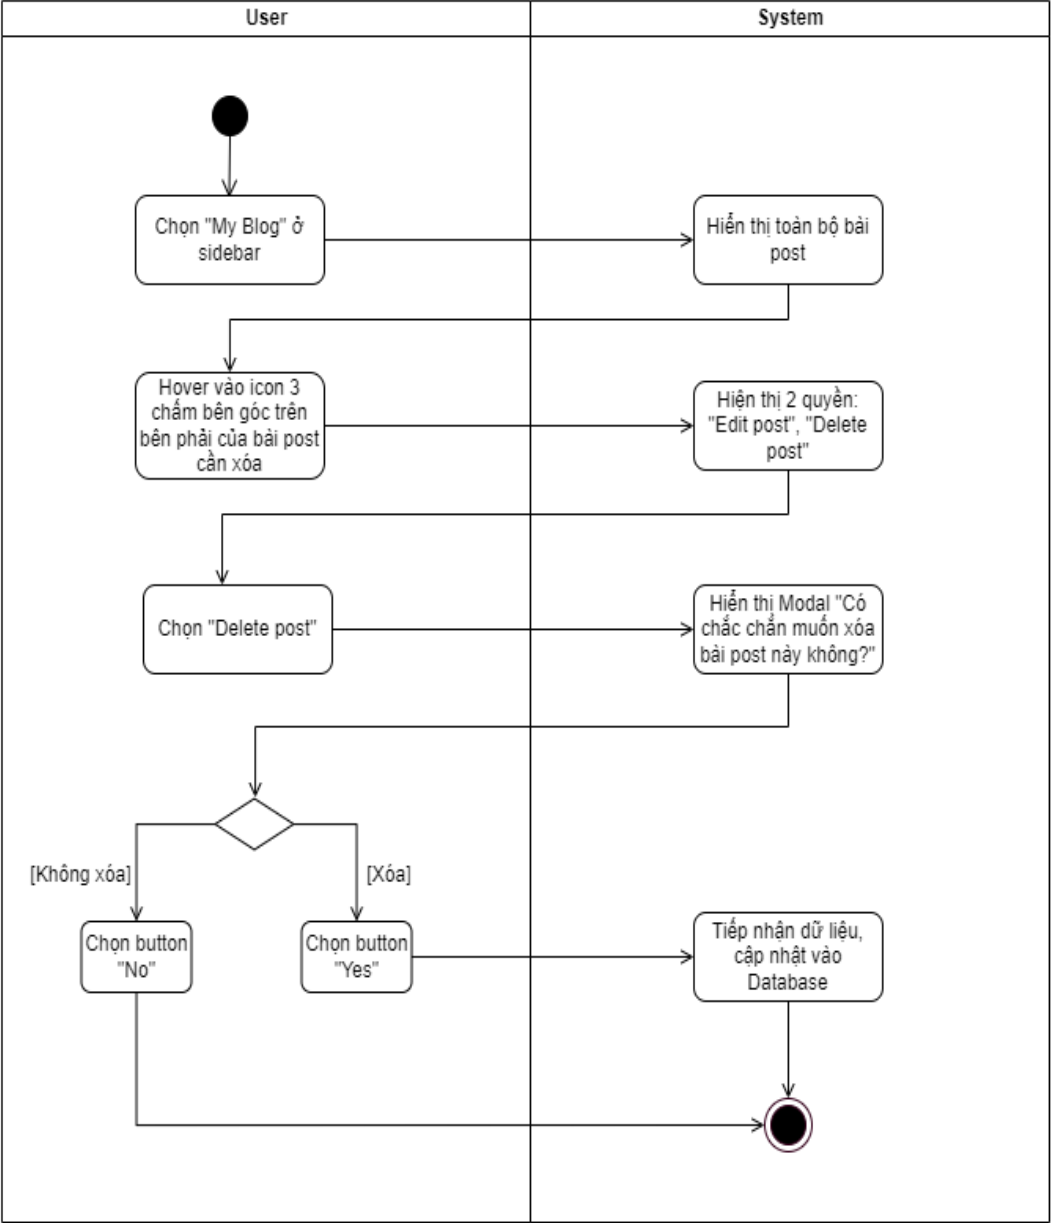 User
System
Chọn "My Blog" ở
sidebar
Hiển thị toàn bộ bài
post
Hover vào icon 3
chấm bên góc trên
bên phải của bài post
cần xóa
Hiện thị 2 quyền:
"Edit post", "Delete
post"
Chọn "Delete post"
Hiển thị Modal "Có
chắc chắn muốn xóa
bài post này không?"
[Không xóa]
[Xóa]
Chọn button
"No"
Chọn button
"Yes"
Tiếp nhận dữ liệu,
cập nhật vào
Database